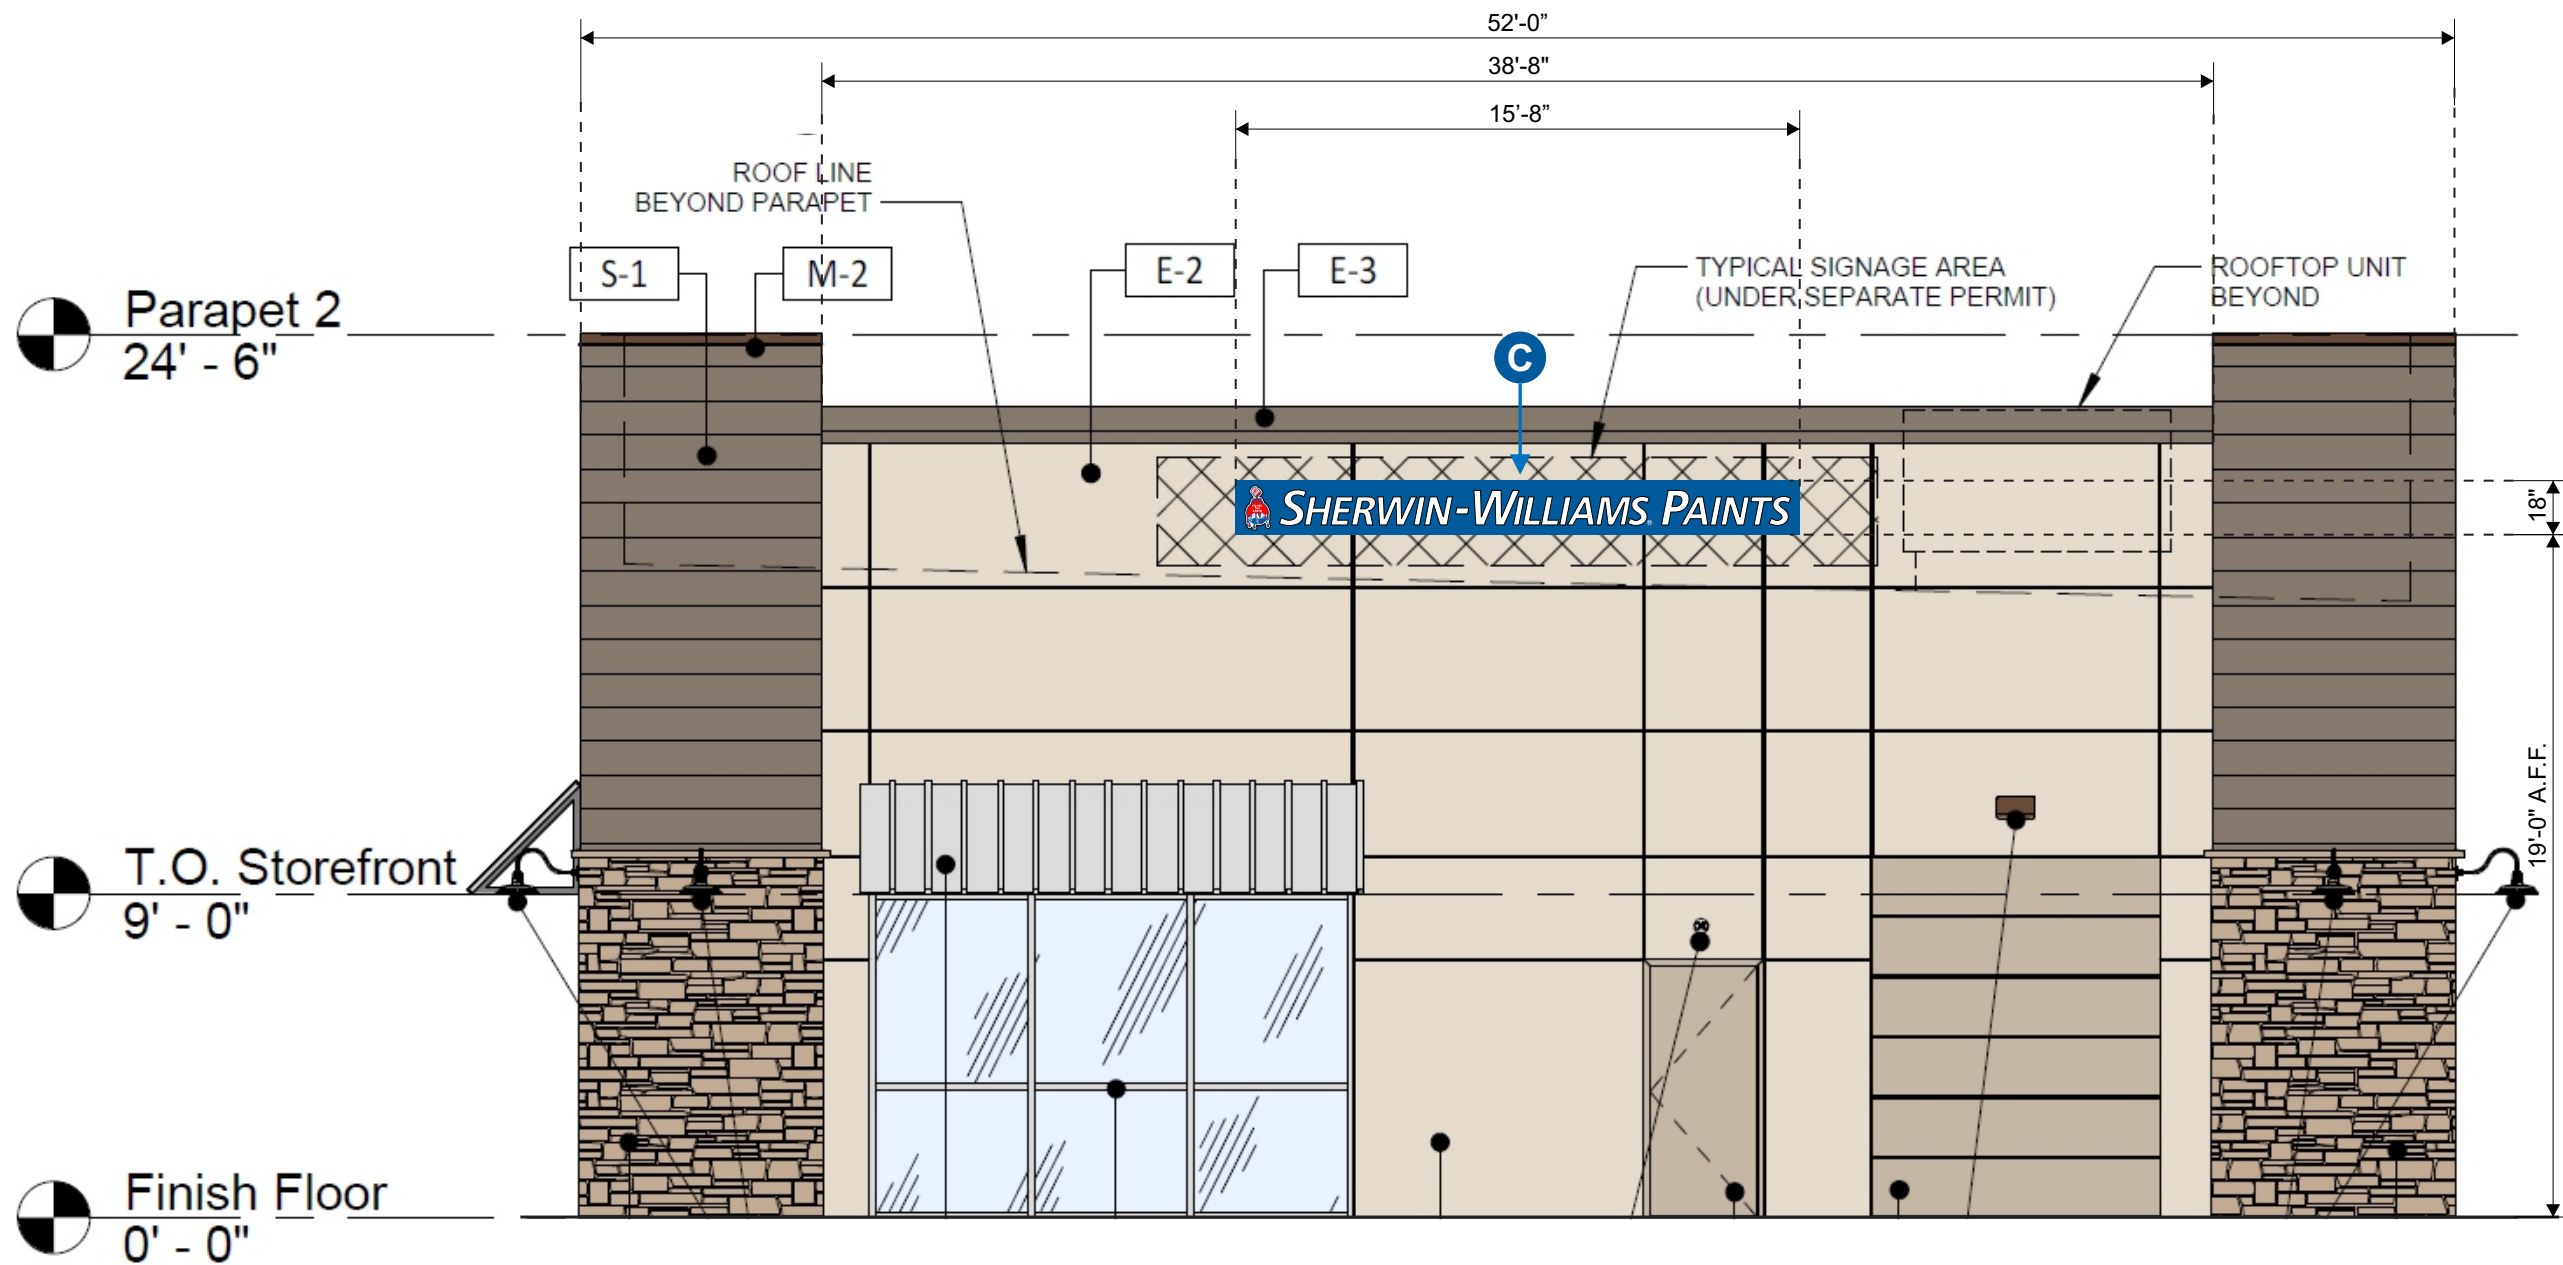 52'-0”
38'-8"
15’-8”
ROOF LINE
BEYOND PARAPET
S-1
M-2
E-2
E-3
TYPICAL SIGNAGE AREA
(UNDER SEPARATE PERMIT)
ROOFTOP UNIT
BEYOND
Parapet 2
24' - 6"
C
SHERWIN-WILLIAMS PAINTS
18"
19'-0" A.F.F.
T.O. Storefront
9' - 0"
Finish Floor
0' - 0"